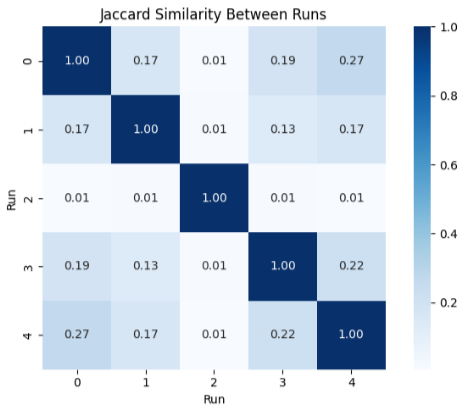 Jaccard Similarity Between Runs
0 1.00 0.17 0.01 0.19 0.27
1 0.17 1.00 0.01 0.13 0.17
2 0.01 0.01 1.00 0.01 0.01
3 0.19 0.13 0.01 1.00 0.22
4 0.27 0.17 0.01 0.22 1.00
0 1 2 3 4
Run
Run
1.0
0.8
0.6
0.4
0.2